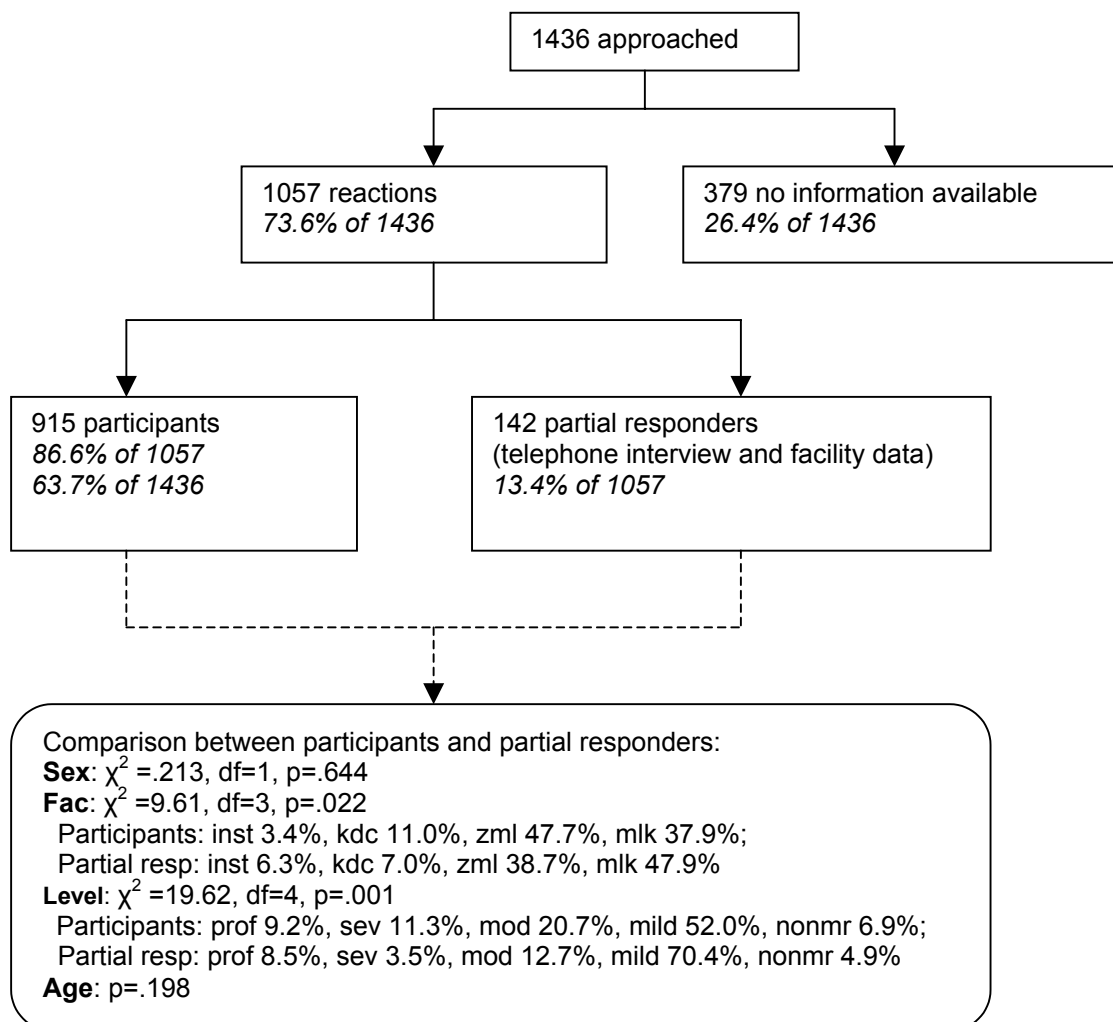 1436 approached
1057 reactions
73.6% of 1436
379 no information available
26.4% of 1436
915 participants
86.6% of 1057
63.7% of 1436
142 partial responders
(telephone interview and facility data)
13.4% of 1057
Comparison between participants and partial responders:
Sex: χ² =.213, df=1, p=.644
Fac: χ² =9.61, df=3, p=.022
Participants: inst 3.4%, kdc 11.0%, zml 47.7%, mlk 37.9%;
Partial resp: inst 6.3%, kdc 7.0%, zml 38.7%, mlk 47.9%
Level: χ² =19.62, df=4, p=.001
Participants: prof 9.2%, sev 11.3%, mod 20.7%, mild 52.0%, nonmr 6.9%;
Partial resp: prof 8.5%, sev 3.5%, mod 12.7%, mild 70.4%, nonmr 4.9%
Age: p=.198